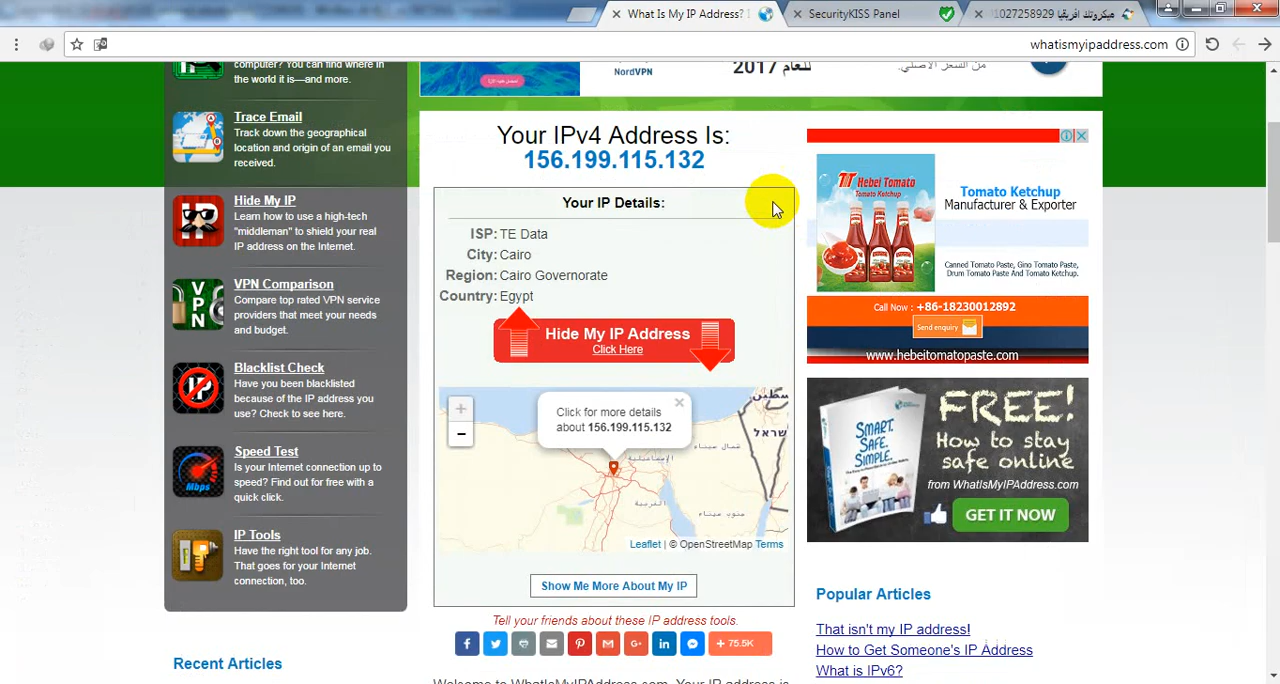 What Is My IP Address?
SecurityKISS Panel
ميكروتك افريقيا 01027258929
whatismyipaddress.com
computer? You can find where in
the world it is—and more.
Trace Email
Track down the geographical
location and origin of an email you
received.
Hide My IP
Learn how to use a high-tech
"middleman" to shield your real
IP address on the Internet.
VPN Comparison
Compare top rated VPN service
providers that meet your needs
and budget.
Blacklist Check
Have you been blacklisted
because of the IP address you
use? Check to see here.
Speed Test
Is your Internet connection up to
speed? Find out for free with a
quick click.
IP Tools
Have the right tool for any job.
That goes for your Internet
connection, too.
Recent Articles
NordVPN
للعام 2017
من السعر الأصلي.
Your IPv4 Address Is:
156.199.115.132
Your IP Details:
ISP: TE Data
City: Cairo
Region: Cairo Governorate
Country: Egypt
Hide My IP Address
Click Here
+
−
Click for more details
about 156.199.115.132
Leaflet | © OpenStreetMap Terms
Show Me More About My IP
Tell your friends about these IP address tools.
75.5K
Welcome to WhatIsMyIPAddress.com. Your IP address is
Hebei Tomato
Tomato Ketchup
Manufacturer & Exporter
Canned Tomato Paste, Gino Tomato Paste,
Drum Tomato Paste And Tomato Ketchup.
Call Now : +86-18230012892
Send enquiry
www.hebeitomatopaste.com
SMART.
SAFE.
SIMPLE.
FREE!
How to stay
safe online
from WhatIsMyIPAddress.com
GET IT NOW
Popular Articles
That isn't my IP address!
How to Get Someone's IP Address
What is IPv6?